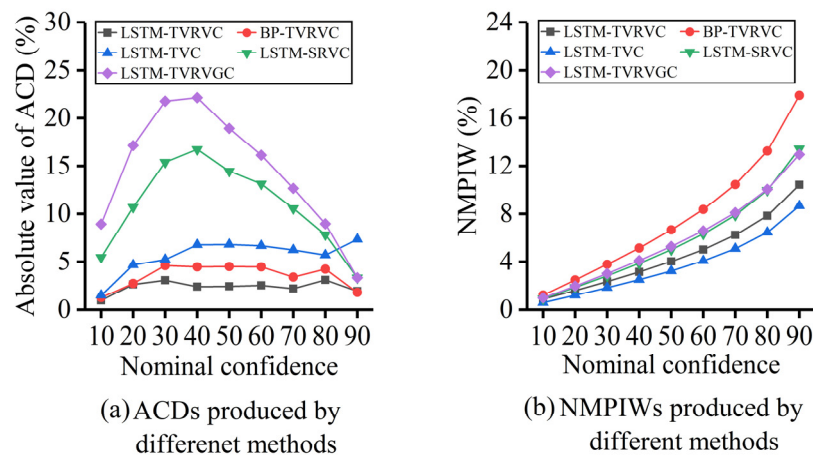 30
25
20
15
10
5
0
Absolute value of ACD (%)
LSTM-TVRVC BP-TVRVC
LSTM-TVC LSTM-SRVC
LSTM-TVRVGC
10 20 30 40 50 60 70 80 90
Nominal confidence
(a) ACDs produced by
differenet methods
24
20
16
12
8
4
0
NMPIW (%)
LSTM-TVRVC BP-TVRVC
LSTM-TVC LSTM-SRVC
LSTM-TVRVGC
10 20 30 40 50 60 70 80 90
Nominal confidence
(b) NMPIWs produced by
different methods